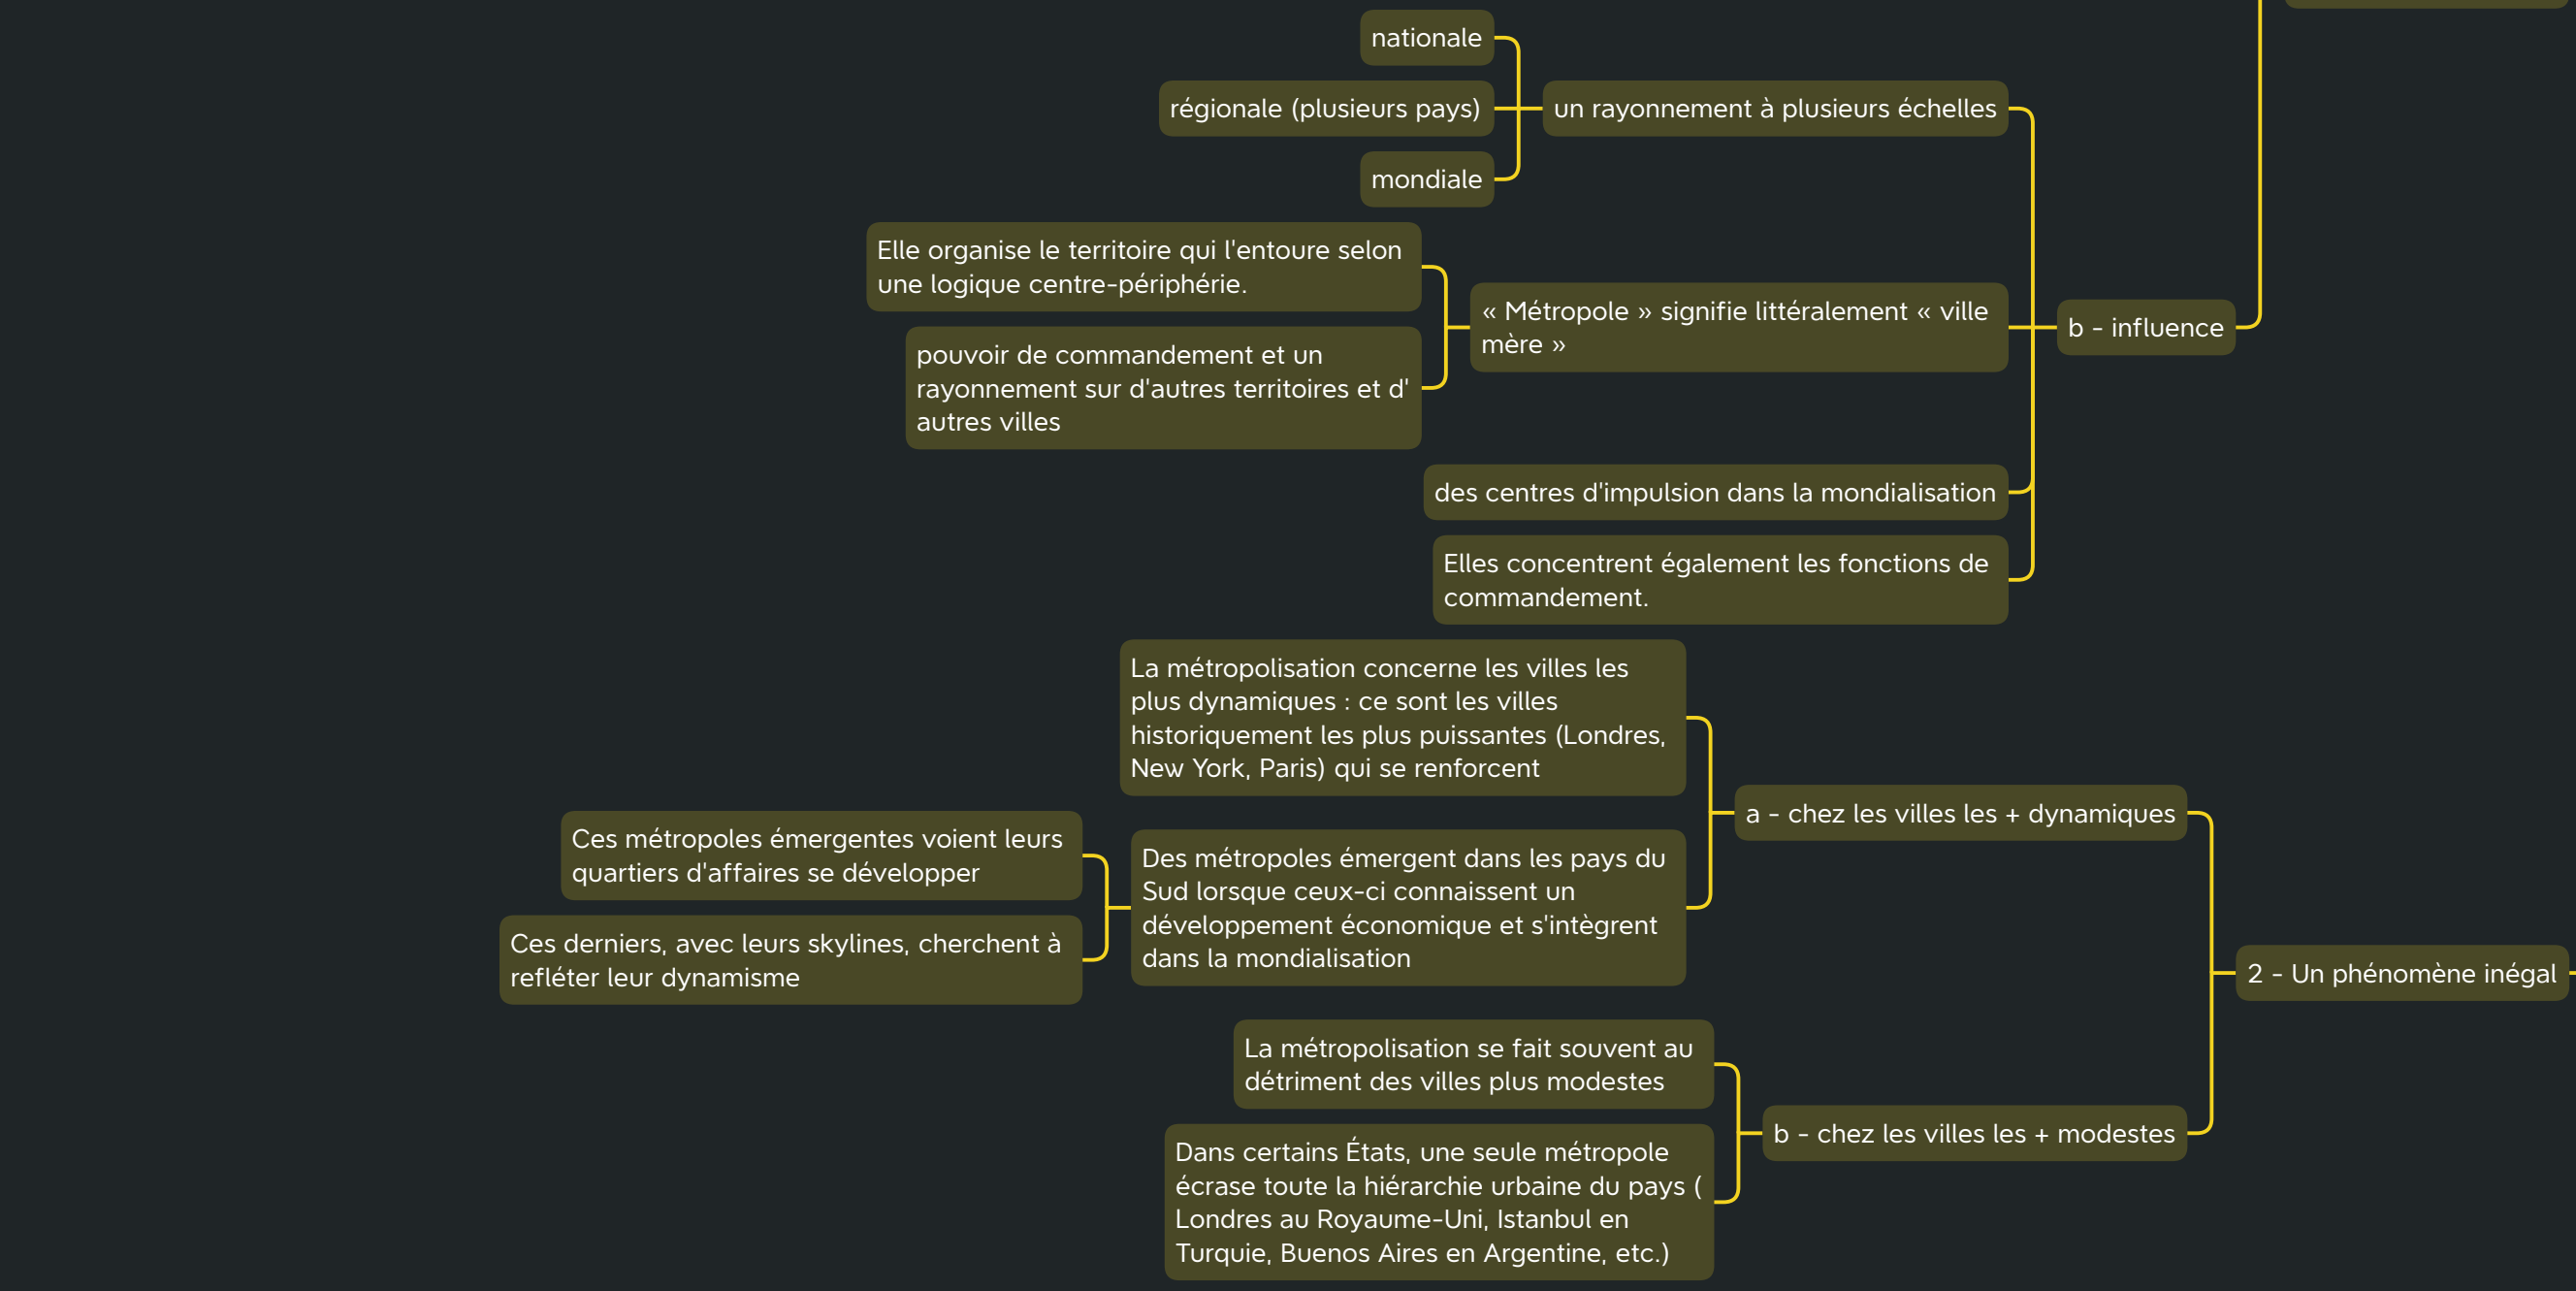 nationale
régionale (plusieurs pays)
un rayonnement à plusieurs échelles
mondiale
Elle organise le territoire qui l'entoure selon
une logique centre-périphérie.
« Métropole » signifie littéralement « ville
mère »
b - influence
pouvoir de commandement et un
rayonnement sur d'autres territoires et d'
autres villes
des centres d'impulsion dans la mondialisation
Elles concentrent également les fonctions de
commandement.
La métropolisation concerne les villes les
plus dynamiques : ce sont les villes
historiquement les plus puissantes (Londres,
New York, Paris) qui se renforcent
a - chez les villes les + dynamiques
Ces métropoles émergentes voient leurs
quartiers d'affaires se développer
Des métropoles émergent dans les pays du
Sud lorsque ceux-ci connaissent un
développement économique et s'intègrent
dans la mondialisation
Ces derniers, avec leurs skylines, cherchent à
refléter leur dynamisme
2 - Un phénomène inégal
La métropolisation se fait souvent au
détriment des villes plus modestes
b - chez les villes les + modestes
Dans certains États, une seule métropole
écrase toute la hiérarchie urbaine du pays (
Londres au Royaume-Uni, Istanbul en
Turquie, Buenos Aires en Argentine, etc.)